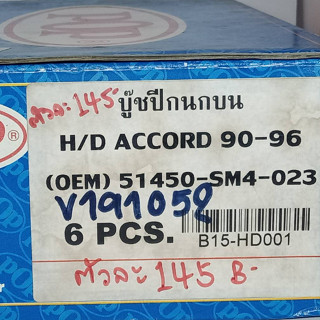 ตัวละ 145.- บู๊ชปีกนกบน
H/D ACCORD 90-96
(OEM) 51450-SM4-023
V191052
6 PCS. B15-HD001
ตัวละ 145 B-